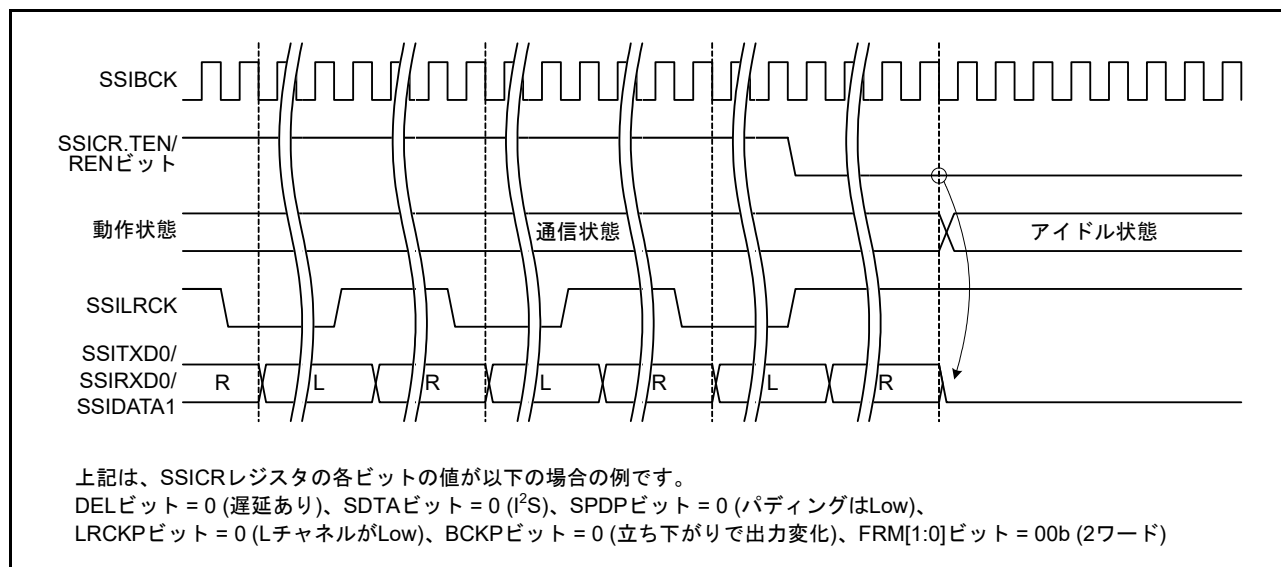 SSIBCK
SSICR.TEN/
RENビット
動作状態
通信状態
アイドル状態
SSILRCK
SSITXD0/
SSIRXD0/
SSIDATA1
R L R L R L R
上記は、SSICRレジスタの各ビットの値が以下の場合の例です。
DELビット = 0 (遅延あり)、SDTAビット = 0 (I²S)、SPDPビット = 0 (パディングはLow)、
LRCKPビット = 0 (LチャネルがLow)、BCKPビット = 0 (立ち下がりで出力変化)、FRM[1:0]ビット = 00b (2ワード)